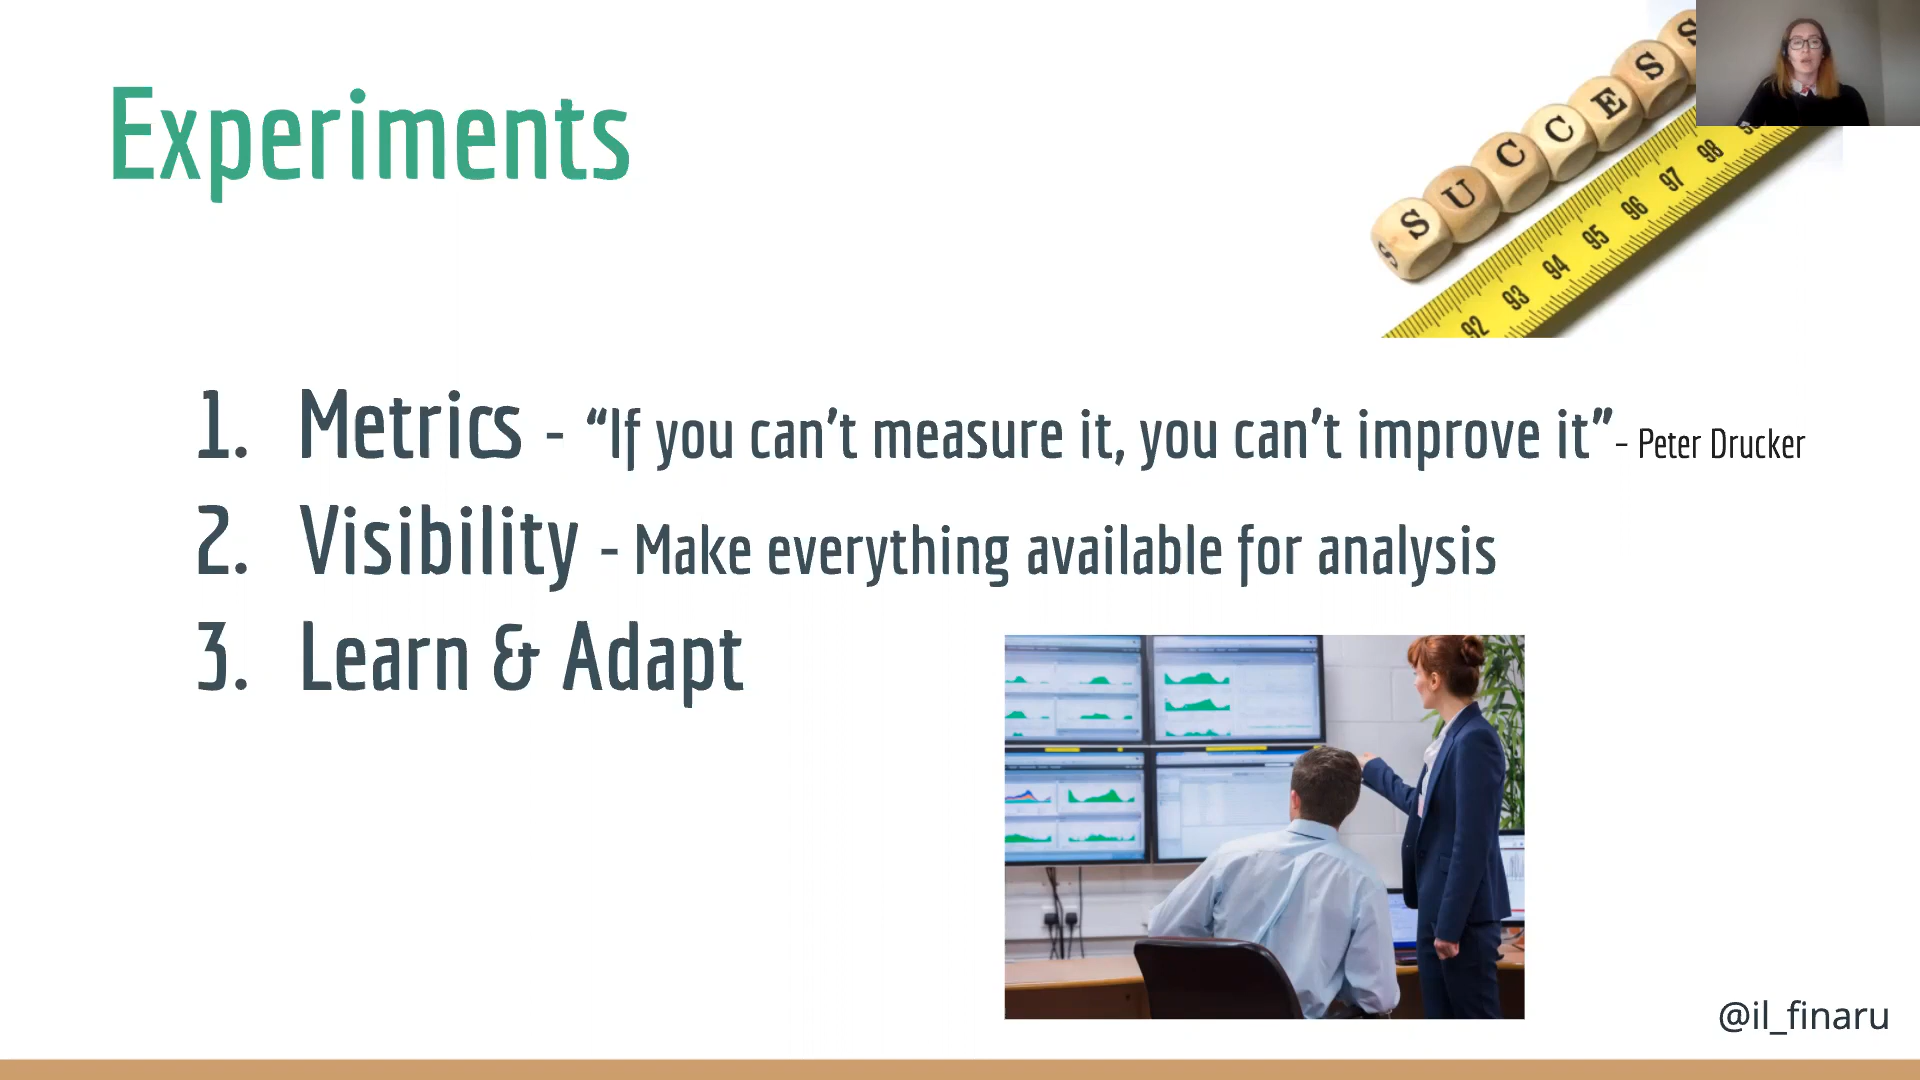 Experiments
SUCCESS
92 93 94 95 96 97 98
1. Metrics - “If you can’t measure it, you can’t improve it” - Peter Drucker
2. Visibility - Make everything available for analysis
3. Learn & Adapt
@il_finaru